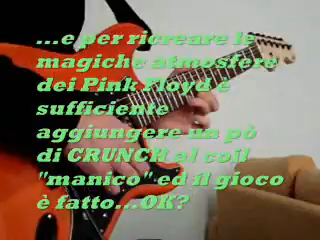 ...e per ricreare le
magiche atmosfere
dei Pink Floyd è
sufficiente
aggiungere un pò
di CRUNCH al coil
"manico" ed il gioco
è fatto...OK?